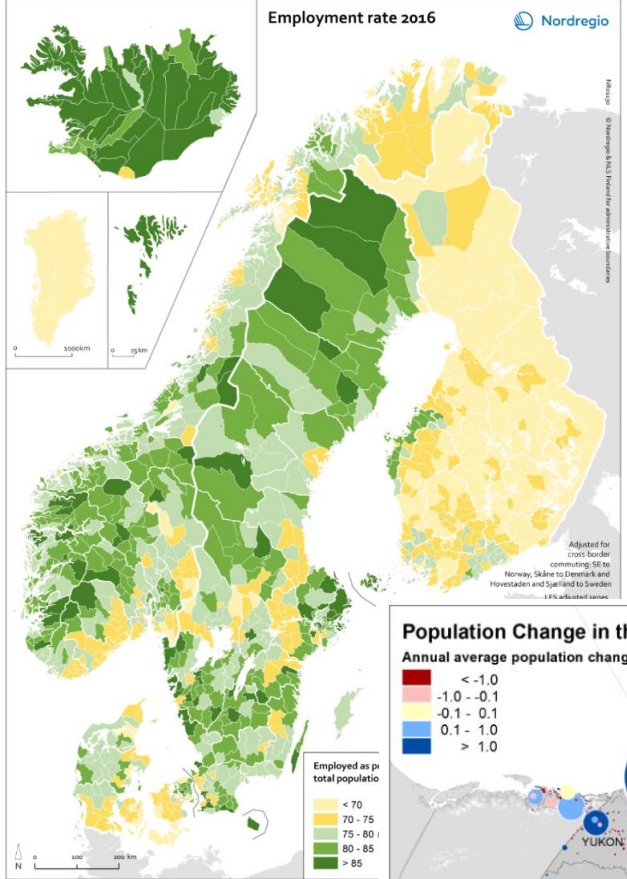 Employment rate 2016
Nordregio
NR01130 © Nordregio & NLS Finland for administrative boundaries
0 1000km
0 25km
Adjusted for
cross-border
commuting: SE to
Norway, Skåne to Denmark and
Hovestaden and Sjælland to Sweden
LFS adjusted series
Population Change in th
Annual average population chang
< -1.0
-1.0 - -0.1
-0.1 - 0.1
0.1 - 1.0
> 1.0
YUKON
Employed as p
total populatio
< 70
70 - 75
75 - 80
80 - 85
> 85
N
0 100 200 km